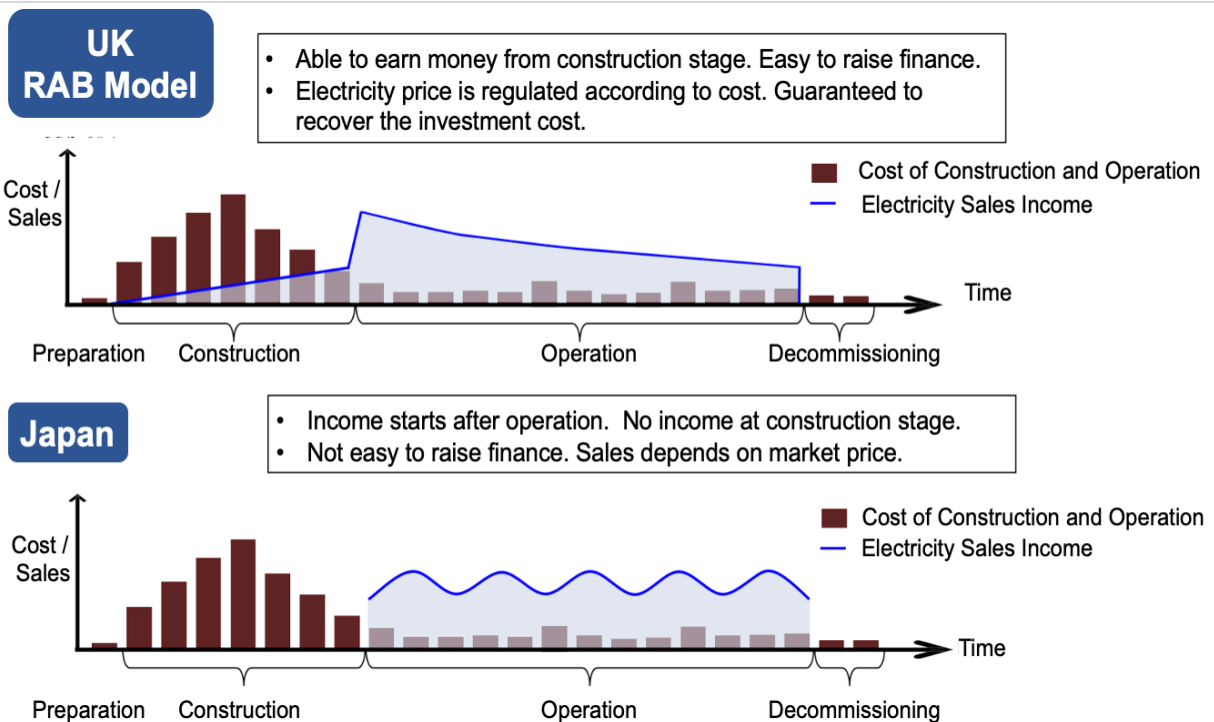 UK
RAB Model
• Able to earn money from construction stage. Easy to raise finance.
• Electricity price is regulated according to cost. Guaranteed to
recover the investment cost.
Cost /
Sales
Cost of Construction and Operation
Electricity Sales Income
Time
Preparation
Construction
Operation
Decommissioning
Japan
• Income starts after operation. No income at construction stage.
• Not easy to raise finance. Sales depends on market price.
Cost /
Sales
Cost of Construction and Operation
Electricity Sales Income
Time
Preparation
Construction
Operation
Decommissioning